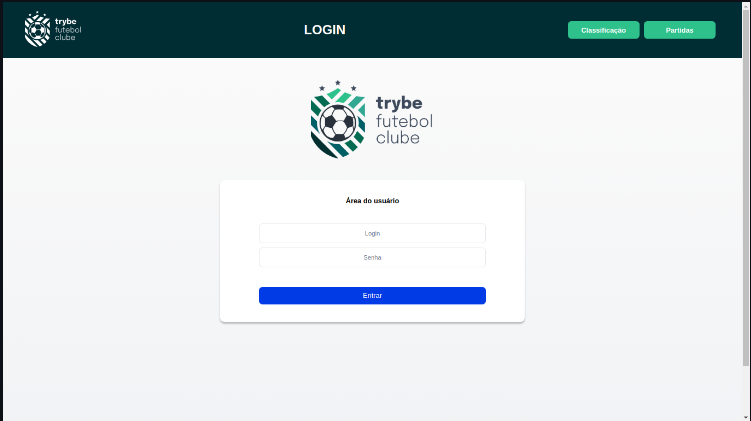 trybe
futebol
clube
LOGIN
Classificação
Partidas
trybe
futebol
clube
Área do usuário
Login
Senha
Entrar